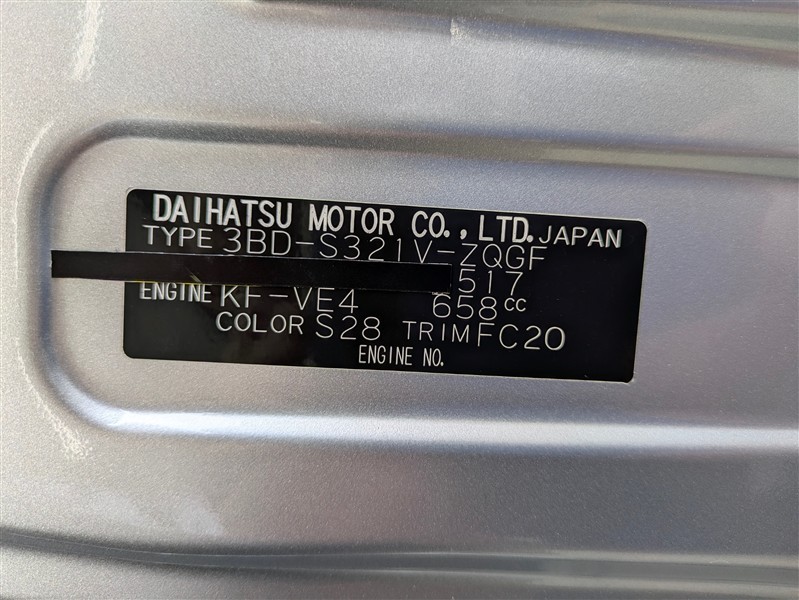 DAIHATSU MOTOR CO., LTD. JAPAN
TYPE 3BD-S321V-ZQGF
517
ENGINE KF-VE4 658cc
COLOR S28 TRIM FC20
ENGINE NO.